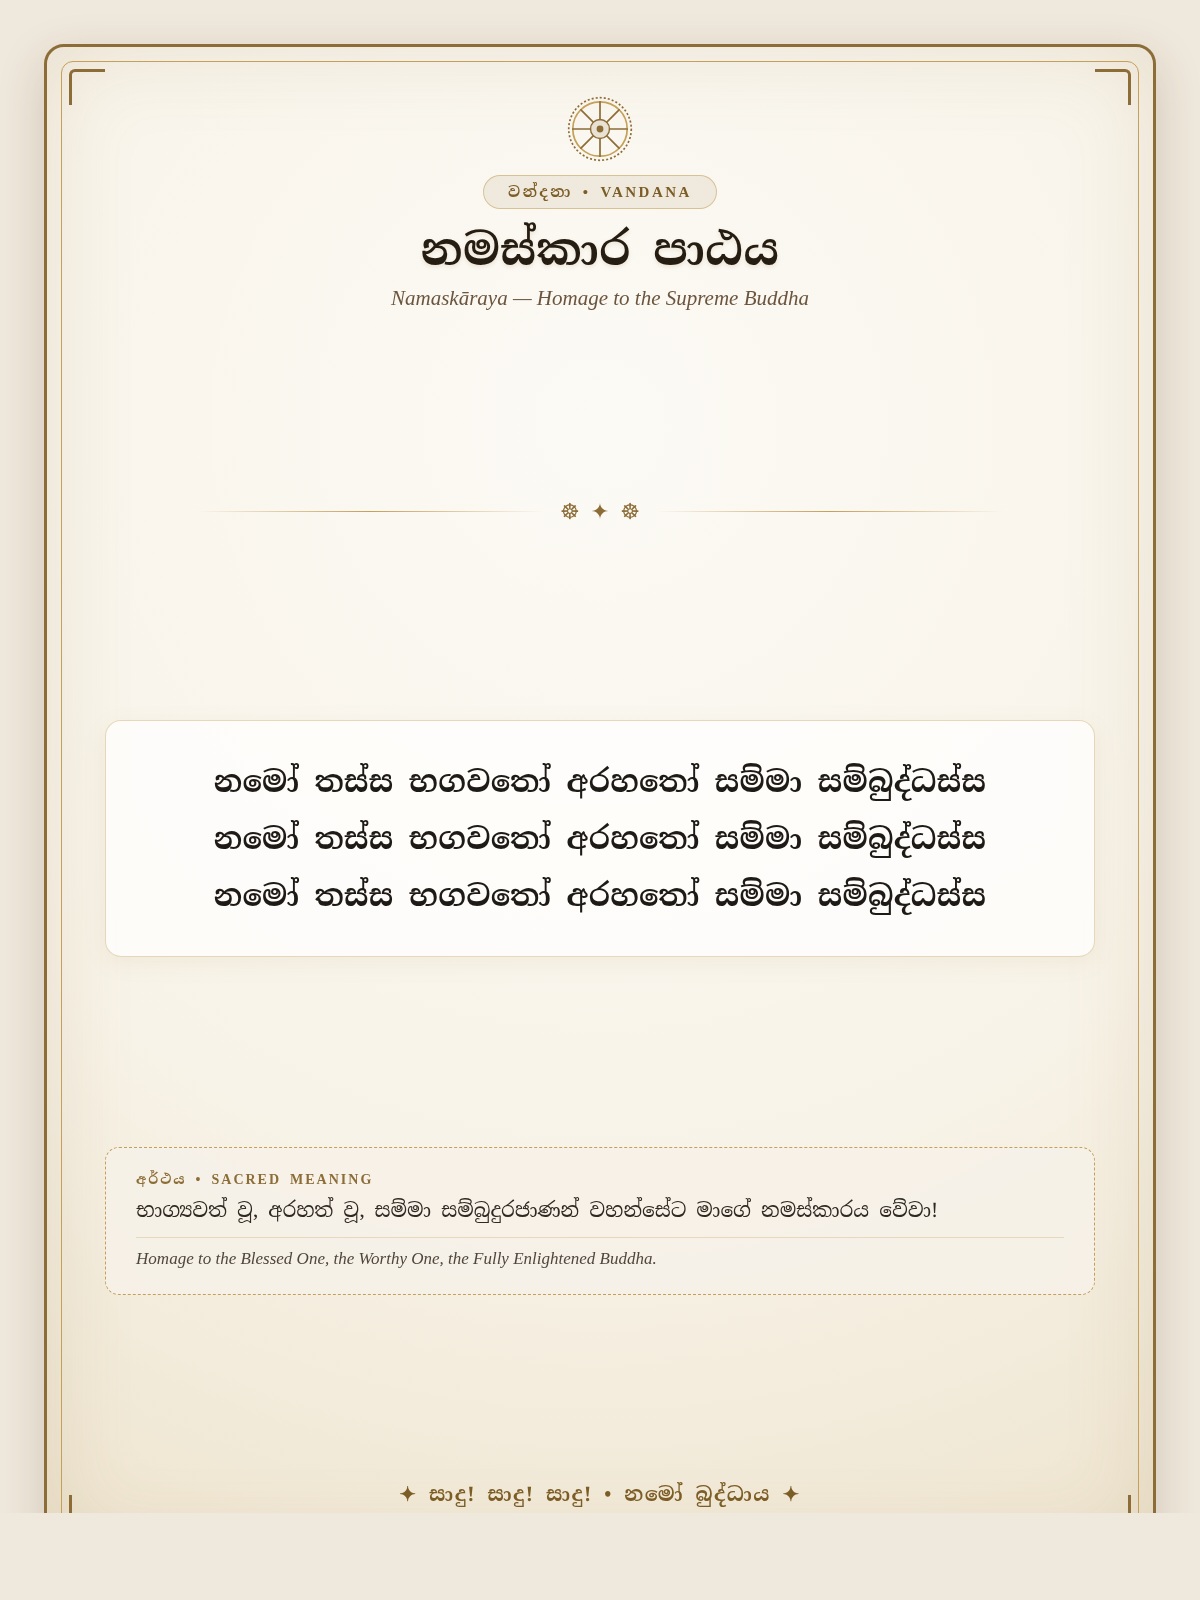 වන්දනා • VANDANA
නමස්කාර පාඨය
Namaskāraya — Homage to the Supreme Buddha
☸ ✦ ☸
නමෝ තස්ස භගවතෝ අරහතෝ සම්මා සම්බුද්ධස්ස
නමෝ තස්ස භගවතෝ අරහතෝ සම්මා සම්බුද්ධස්ස
නමෝ තස්ස භගවතෝ අරහතෝ සම්මා සම්බුද්ධස්ස
අර්ථය • SACRED MEANING
භාග්‍යවත් වූ, අරහත් වූ, සම්මා සම්බුදුරජාණන් වහන්සේට මාගේ නමස්කාරය වේවා!
Homage to the Blessed One, the Worthy One, the Fully Enlightened Buddha.
✦ සාදු! සාදු! සාදු! • නමෝ බුද්ධාය ✦